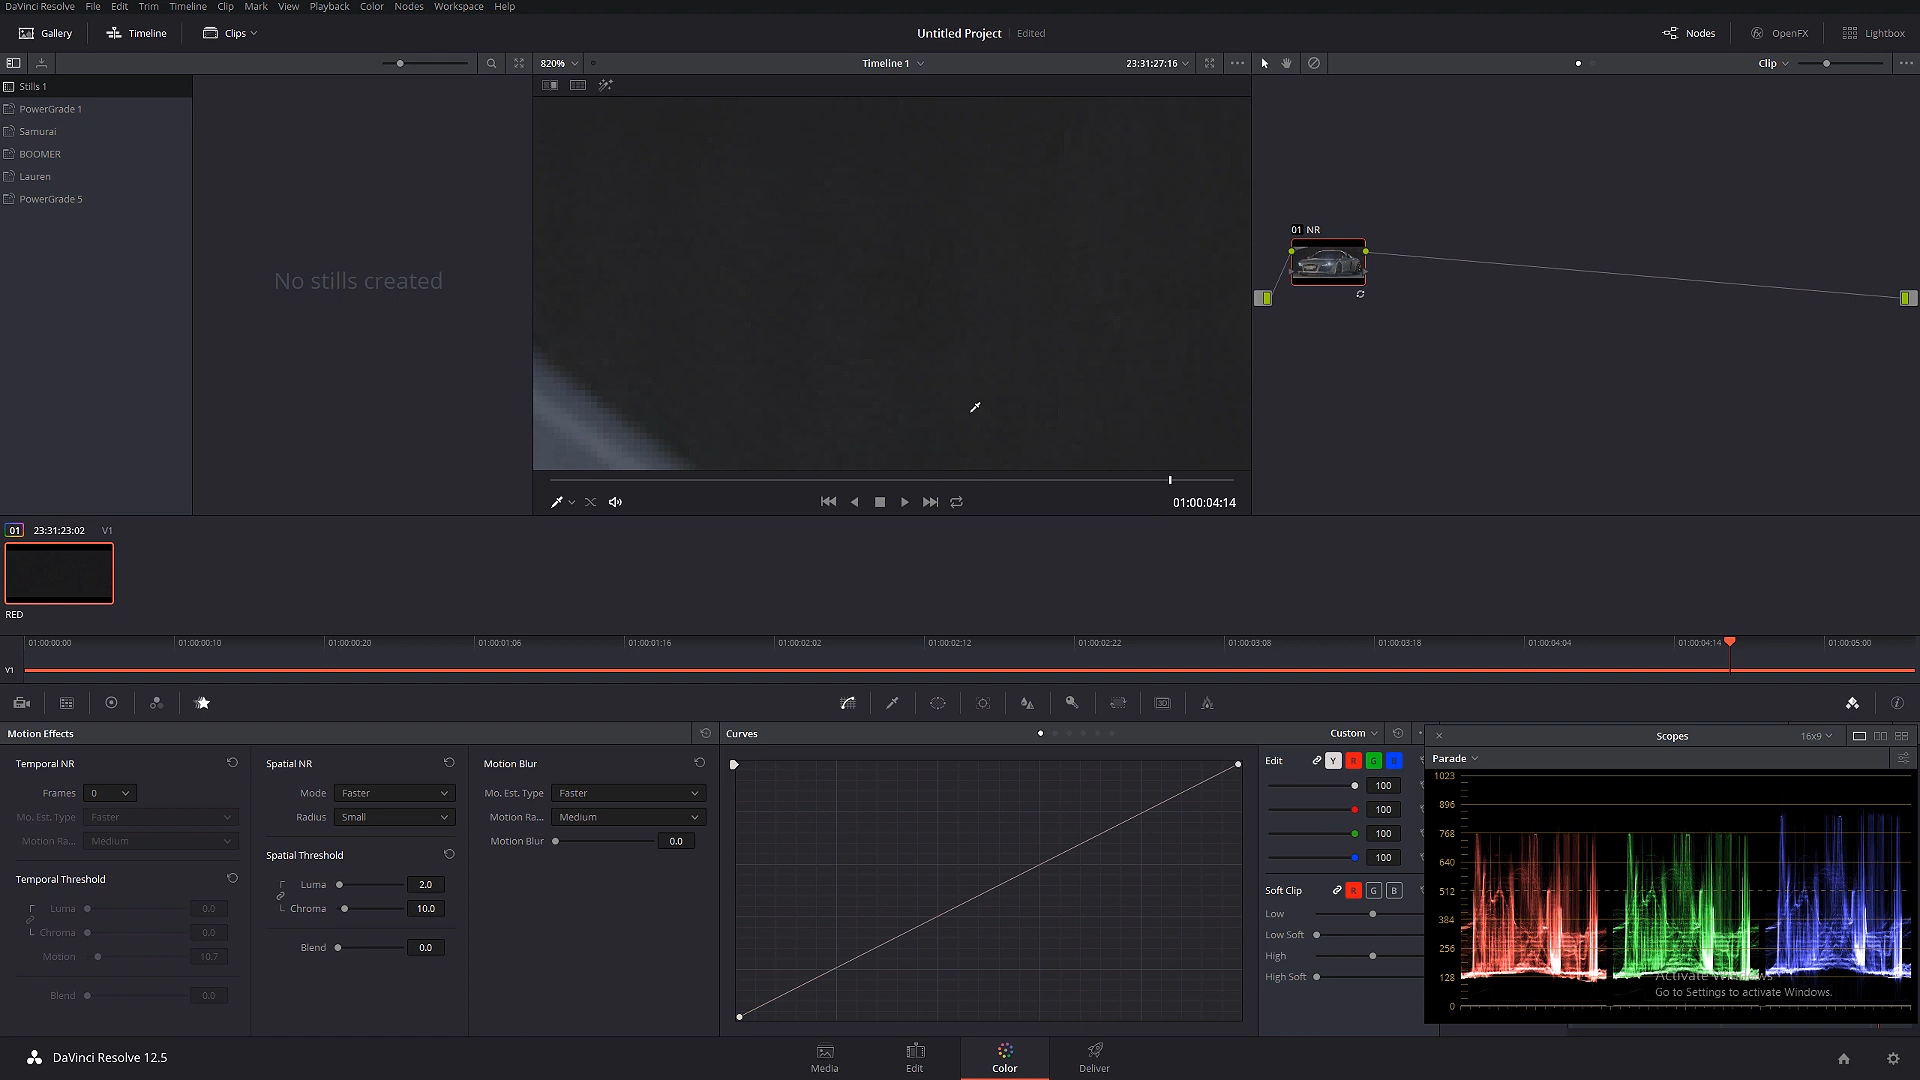 DaVinci Resolve File Edit Trim Timeline Clip Mark View Playback Color Nodes Workspace Help
Gallery Timeline Clips Untitled Project Edited Nodes OpenFX Lightbox
820% Timeline 1 23:31:27:16 Clip
Stills 1
PowerGrade 1
Samurai
BOOMER
Lauren
PowerGrade 5
No stills created
01 NR
01:00:04:14
01 23:31:23:02 V1
RED
01:00:00:00 01:00:00:10 01:00:00:20 01:00:01:06 01:00:01:16 01:00:02:02 01:00:02:12 01:00:02:22 01:00:03:08 01:00:03:18 01:00:04:04 01:00:04:14 01:00:05:00
V1
Motion Effects
Temporal NR
Frames 0
Mo. Est. Type Faster
Motion Ra... Medium
Temporal Threshold
Luma 0.0
Chroma 0.0
Motion 10.7
Blend 0.0
Spatial NR
Mode Faster
Radius Small
Spatial Threshold
Luma 2.0
Chroma 10.0
Blend 0.0
Motion Blur
Mo. Est. Type Faster
Motion Ra... Medium
Motion Blur 0.0
Curves Custom
Edit Y R G B
100
100
100
100
Soft Clip R G B
Low
Low Soft
High
High Soft
Scopes 16x9
Parade
1023
896
768
640
512
384
256
128
0
Activate Windows
Go to Settings to activate Windows.
DaVinci Resolve 12.5 Media Edit Color Deliver